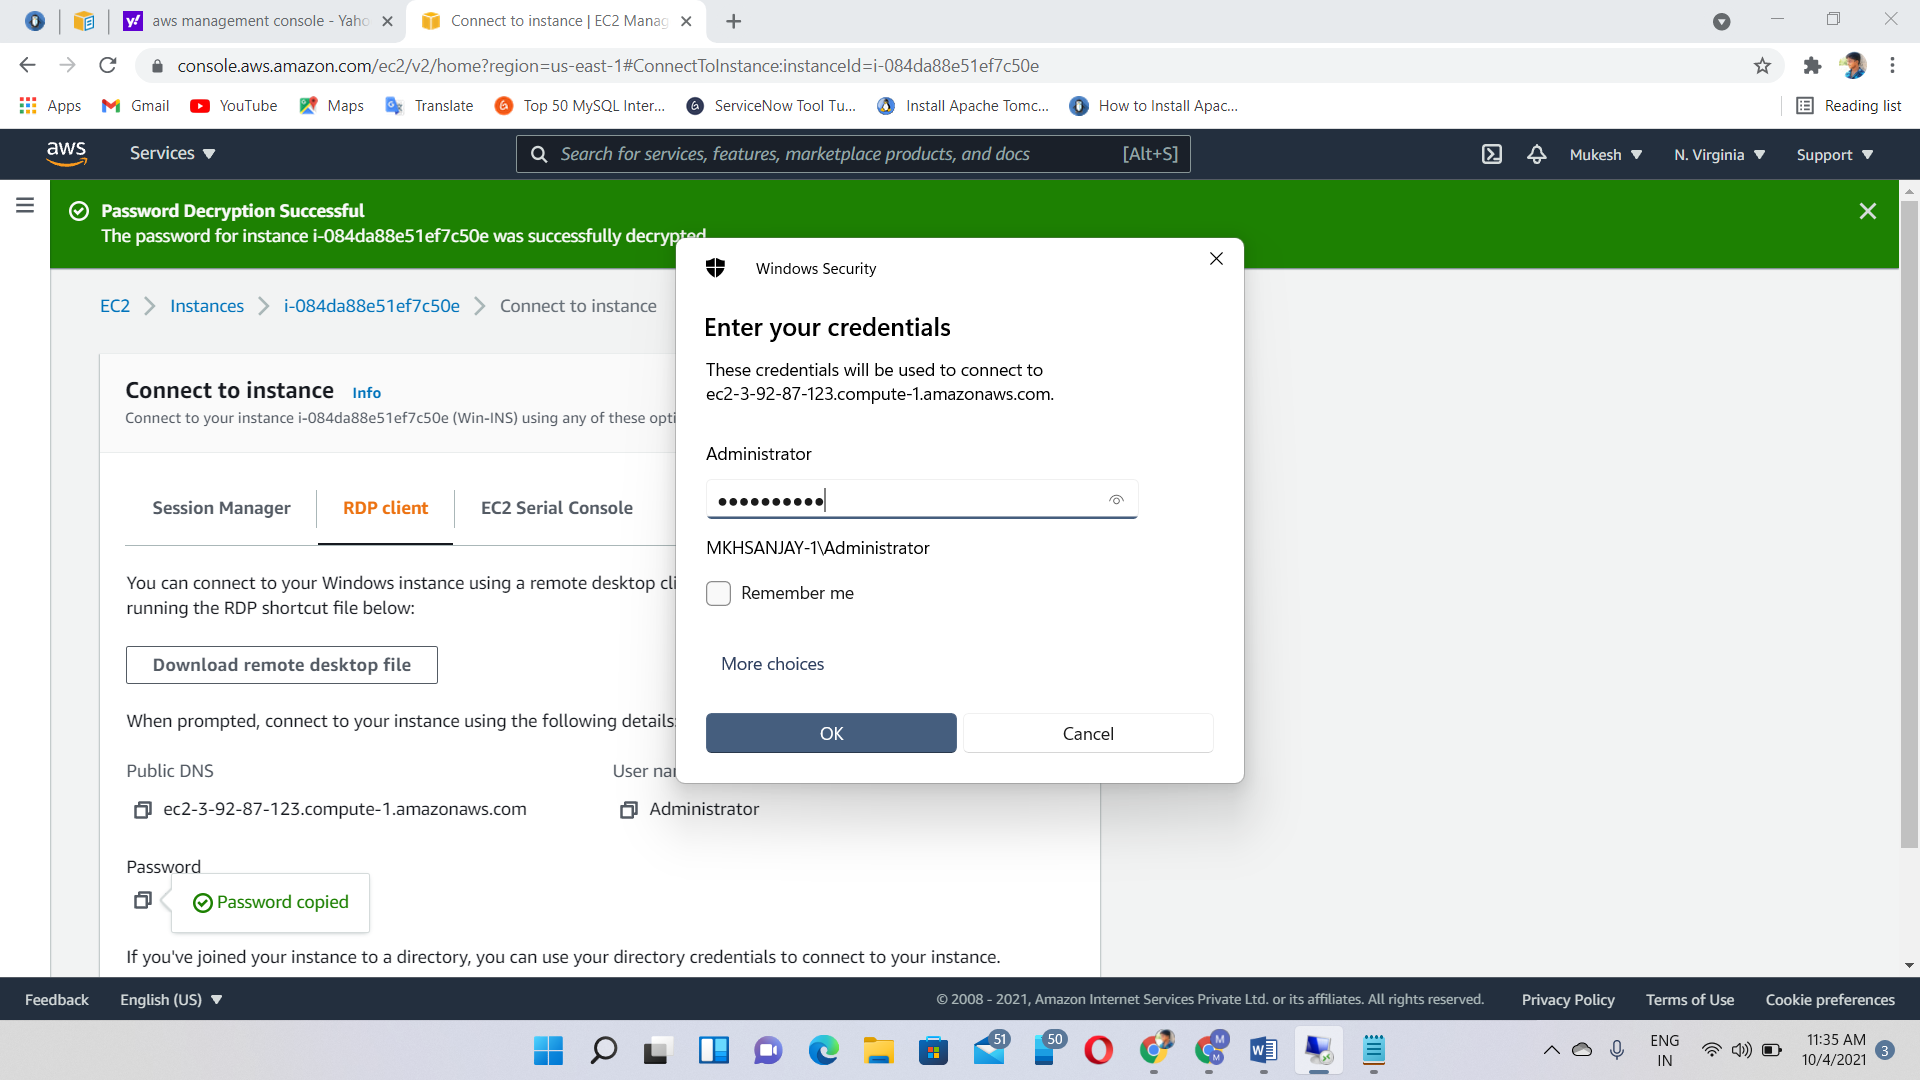 aws management console - Yaho
Connect to instance | EC2 Manag
console.aws.amazon.com/ec2/v2/home?region=us-east-1#ConnectToInstance:instanceId=i-084da88e51ef7c50e
Apps
Gmail
YouTube
Maps
Translate
Top 50 MySQL Inter...
ServiceNow Tool Tu...
Install Apache Tomc...
How to Install Apac...
Reading list
aws
Services
Search for services, features, marketplace products, and docs
[Alt+S]
Mukesh
N. Virginia
Support
Password Decryption Successful
The password for instance i-084da88e51ef7c50e was successfully decrypted
EC2
Instances
i-084da88e51ef7c50e
Connect to instance
Connect to instance
Info
Connect to your instance i-084da88e51ef7c50e (Win-INS) using any of these opti
Session Manager
RDP client
EC2 Serial Console
You can connect to your Windows instance using a remote desktop cli
running the RDP shortcut file below:
Download remote desktop file
When prompted, connect to your instance using the following details:
Public DNS
User nar
ec2-3-92-87-123.compute-1.amazonaws.com
Administrator
Password
Password copied
If you've joined your instance to a directory, you can use your directory credentials to connect to your instance.
Windows Security
Enter your credentials
These credentials will be used to connect to
ec2-3-92-87-123.compute-1.amazonaws.com.
Administrator
••••••••••
MKHSANJAY-1\Administrator
Remember me
More choices
OK
Cancel
Feedback
English (US)
© 2008 - 2021, Amazon Internet Services Private Ltd. or its affiliates. All rights reserved.
Privacy Policy
Terms of Use
Cookie preferences
51
50
M
M
ENG
IN
11:35 AM
10/4/2021
3